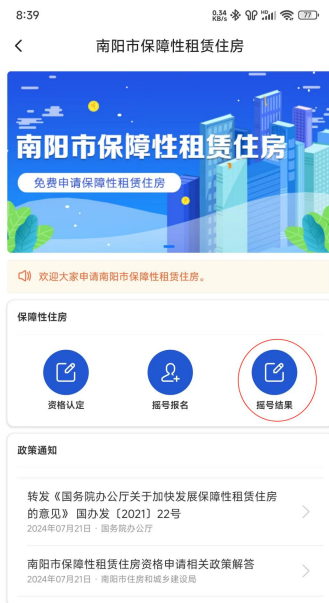 8:39
0.34 KB/s HD 77
南阳市保障性租赁住房
南阳市保障性租赁住房
免费申请保障性租赁住房
欢迎大家申请南阳市保障性租赁住房。
保障性住房
资格认定 摇号报名 摇号结果
政策通知
转发《国务院办公厅关于加快发展保障性租赁住房
的意见》 国办发〔2021〕22号
2024年07月21日 · 国务院办公厅
南阳市保障性租赁住房资格申请相关政策解答
2024年07月21日 · 南阳市住房和城乡建设局